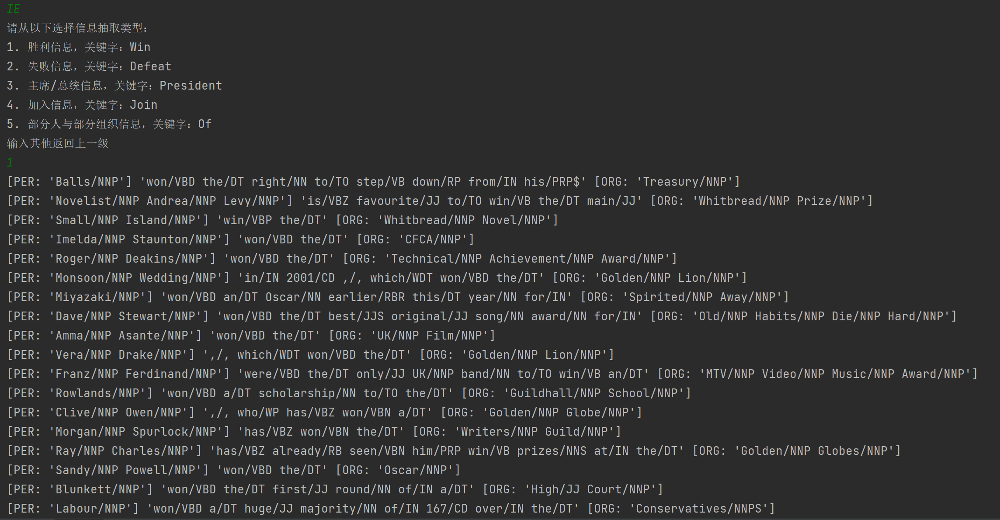 IE
请从以下选择信息抽取类型：
1. 胜利信息，关键字：Win
2. 失败信息，关键字：Defeat
3. 主席/总统信息，关键字：President
4. 加入信息，关键字：Join
5. 部分人与部分组织信息，关键字：Of
输入其他返回上一级
1
[PER: 'Balls/NNP'] 'won/VBD the/DT right/NN to/TO step/VB down/RP from/IN his/PRP$' [ORG: 'Treasury/NNP']
[PER: 'Novelist/NNP Andrea/NNP Levy/NNP'] 'is/VBZ favourite/JJ to/TO win/VB the/DT main/JJ' [ORG: 'Whitbread/NNP Prize/NNP']
[PER: 'Small/NNP Island/NNP'] 'win/VBP the/DT' [ORG: 'Whitbread/NNP Novel/NNP']
[PER: 'Imelda/NNP Staunton/NNP'] 'won/VBD the/DT' [ORG: 'CFCA/NNP']
[PER: 'Roger/NNP Deakins/NNP'] 'won/VBD the/DT' [ORG: 'Technical/NNP Achievement/NNP Award/NNP']
[PER: 'Monsoon/NNP Wedding/NNP'] 'in/IN 2001/CD ,/, which/WDT won/VBD the/DT' [ORG: 'Golden/NNP Lion/NNP']
[PER: 'Miyazaki/NNP'] 'won/VBD an/DT Oscar/NN earlier/RBR this/DT year/NN for/IN' [ORG: 'Spirited/NNP Away/NNP']
[PER: 'Dave/NNP Stewart/NNP'] 'won/VBD the/DT best/JJS original/JJ song/NN award/NN for/IN' [ORG: 'Old/NNP Habits/NNP Die/NNP Hard/NNP']
[PER: 'Amma/NNP Asante/NNP'] 'won/VBD the/DT' [ORG: 'UK/NNP Film/NNP']
[PER: 'Vera/NNP Drake/NNP'] ',/, which/WDT won/VBD the/DT' [ORG: 'Golden/NNP Lion/NNP']
[PER: 'Franz/NNP Ferdinand/NNP'] 'were/VBD the/DT only/JJ UK/NNP band/NN to/TO win/VB an/DT' [ORG: 'MTV/NNP Video/NNP Music/NNP Award/NNP']
[PER: 'Rowlands/NNP'] 'won/VBD a/DT scholarship/NN to/TO the/DT' [ORG: 'Guildhall/NNP School/NNP']
[PER: 'Clive/NNP Owen/NNP'] ',/, who/WP has/VBZ won/VBN a/DT' [ORG: 'Golden/NNP Globe/NNP']
[PER: 'Morgan/NNP Spurlock/NNP'] 'has/VBZ won/VBN the/DT' [ORG: 'Writers/NNP Guild/NNP']
[PER: 'Ray/NNP Charles/NNP'] 'has/VBZ already/RB seen/VBN him/PRP win/VB prizes/NNS at/IN the/DT' [ORG: 'Golden/NNP Globes/NNP']
[PER: 'Sandy/NNP Powell/NNP'] 'won/VBD the/DT' [ORG: 'Oscar/NNP']
[PER: 'Blunkett/NNP'] 'won/VBD the/DT first/JJ round/NN of/IN a/DT' [ORG: 'High/JJ Court/NNP']
[PER: 'Labour/NNP'] 'won/VBD a/DT huge/JJ majority/NN of/IN 167/CD over/IN the/DT' [ORG: 'Conservatives/NNPS']